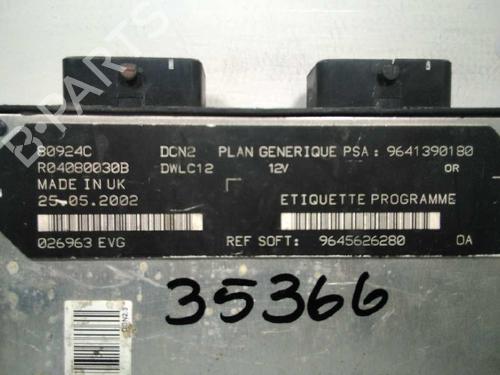 80924C DCN2 PLAN GENERIQUE PSA : 9641390180
R04080030B DWLC12 12V OR
MADE IN UK
25-05.2002 ETIQUETTE PROGRAMME
026963 EVG REF SOFT: 9645626280 0A
35366